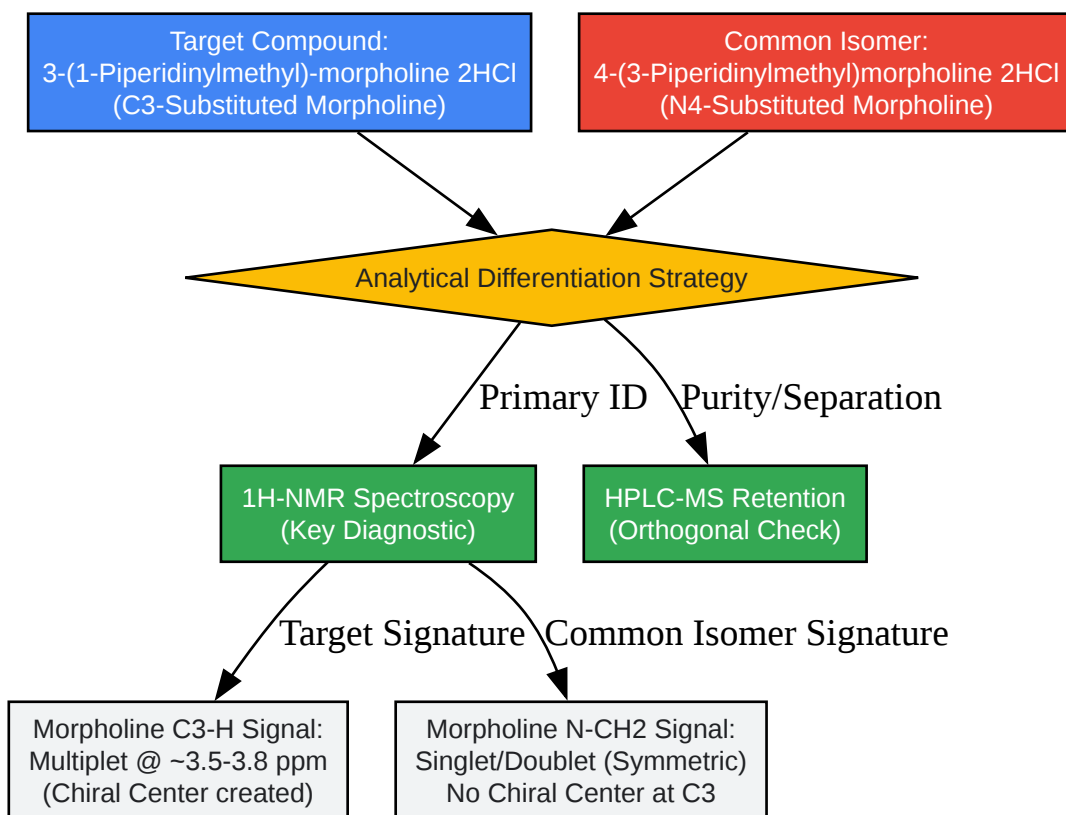 Target Compound:
3-(1-Piperidinylmethyl)-morpholine 2HCl
(C3-Substituted Morpholine)
Common Isomer:
4-(3-Piperidinylmethyl)morpholine 2HCl
(N4-Substituted Morpholine)
Analytical Differentiation Strategy
Primary ID
Purity/Separation
1H-NMR Spectroscopy
(Key Diagnostic)
HPLC-MS Retention
(Orthogonal Check)
Target Signature
Common Isomer Signature
Morpholine C3-H Signal:
Multiplet @ ~3.5-3.8 ppm
(Chiral Center created)
Morpholine N-CH2 Signal:
Singlet/Doublet (Symmetric)
No Chiral Center at C3